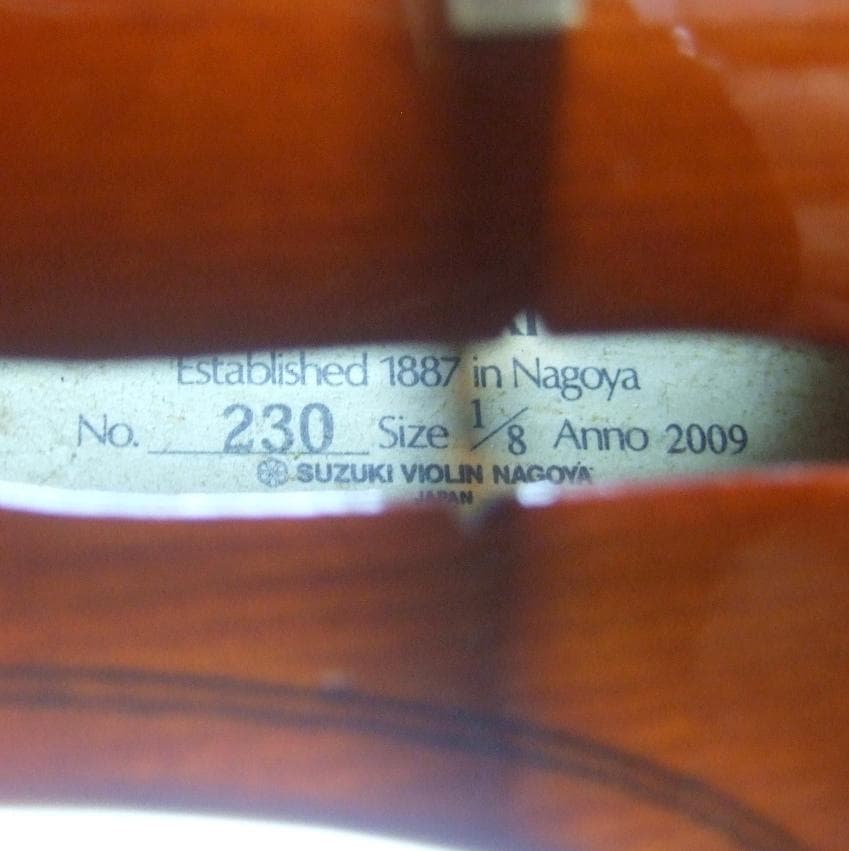 Established 1887 in Nagoya
No. 230 Size 1/8 Anno 2009
SUZUKI VIOLIN NAGOYA
JAPAN